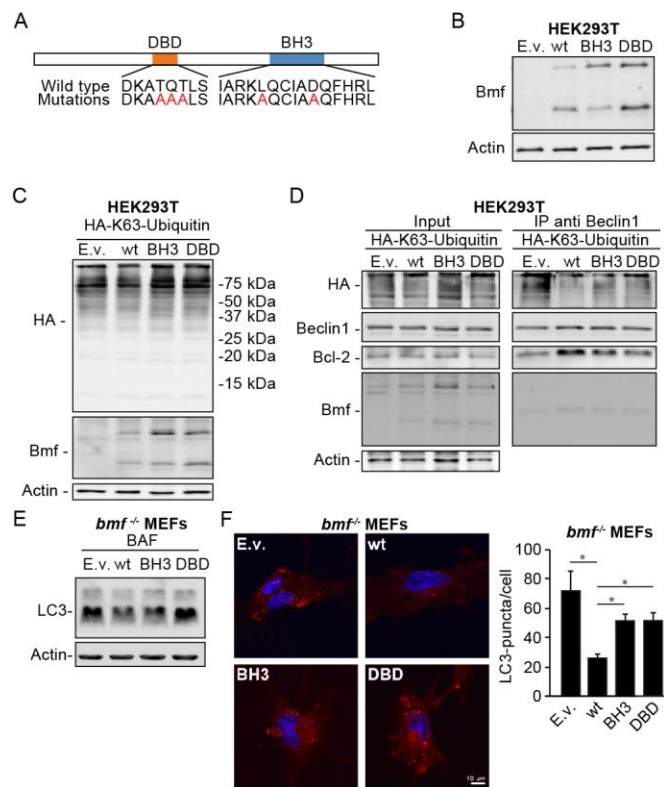 A
DBD BH3
Wild type DKATQTLS IARKLQCIADQFHRL
Mutations DKAAAALS IARKAQCIAAQFHRL
B
HEK293T
E.v. wt BH3 DBD
Bmf
Actin
C
HEK293T
HA-K63-Ubiquitin
E.v. wt BH3 DBD
HA -
-75 kDa
-50 kDa
-37 kDa
-25 kDa
-20 kDa
-15 kDa
Bmf -
Actin -
D
HEK293T
Input IP anti Beclin1
HA-K63-Ubiquitin HA-K63-Ubiquitin
E.v. wt BH3 DBD E.v. wt BH3 DBD
HA -
Beclin1 -
Bcl-2 -
Bmf -
Actin -
E
bmf -/- MEFs
BAF
E.v. wt BH3 DBD
LC3-
Actin-
F
bmf-/- MEFs
E.v. wt
BH3 DBD
10 µm
bmf-/- MEFs
LC3-puncta/cell
100
80
60
40
20
0
* * *
E.v. wt BH3 DBD